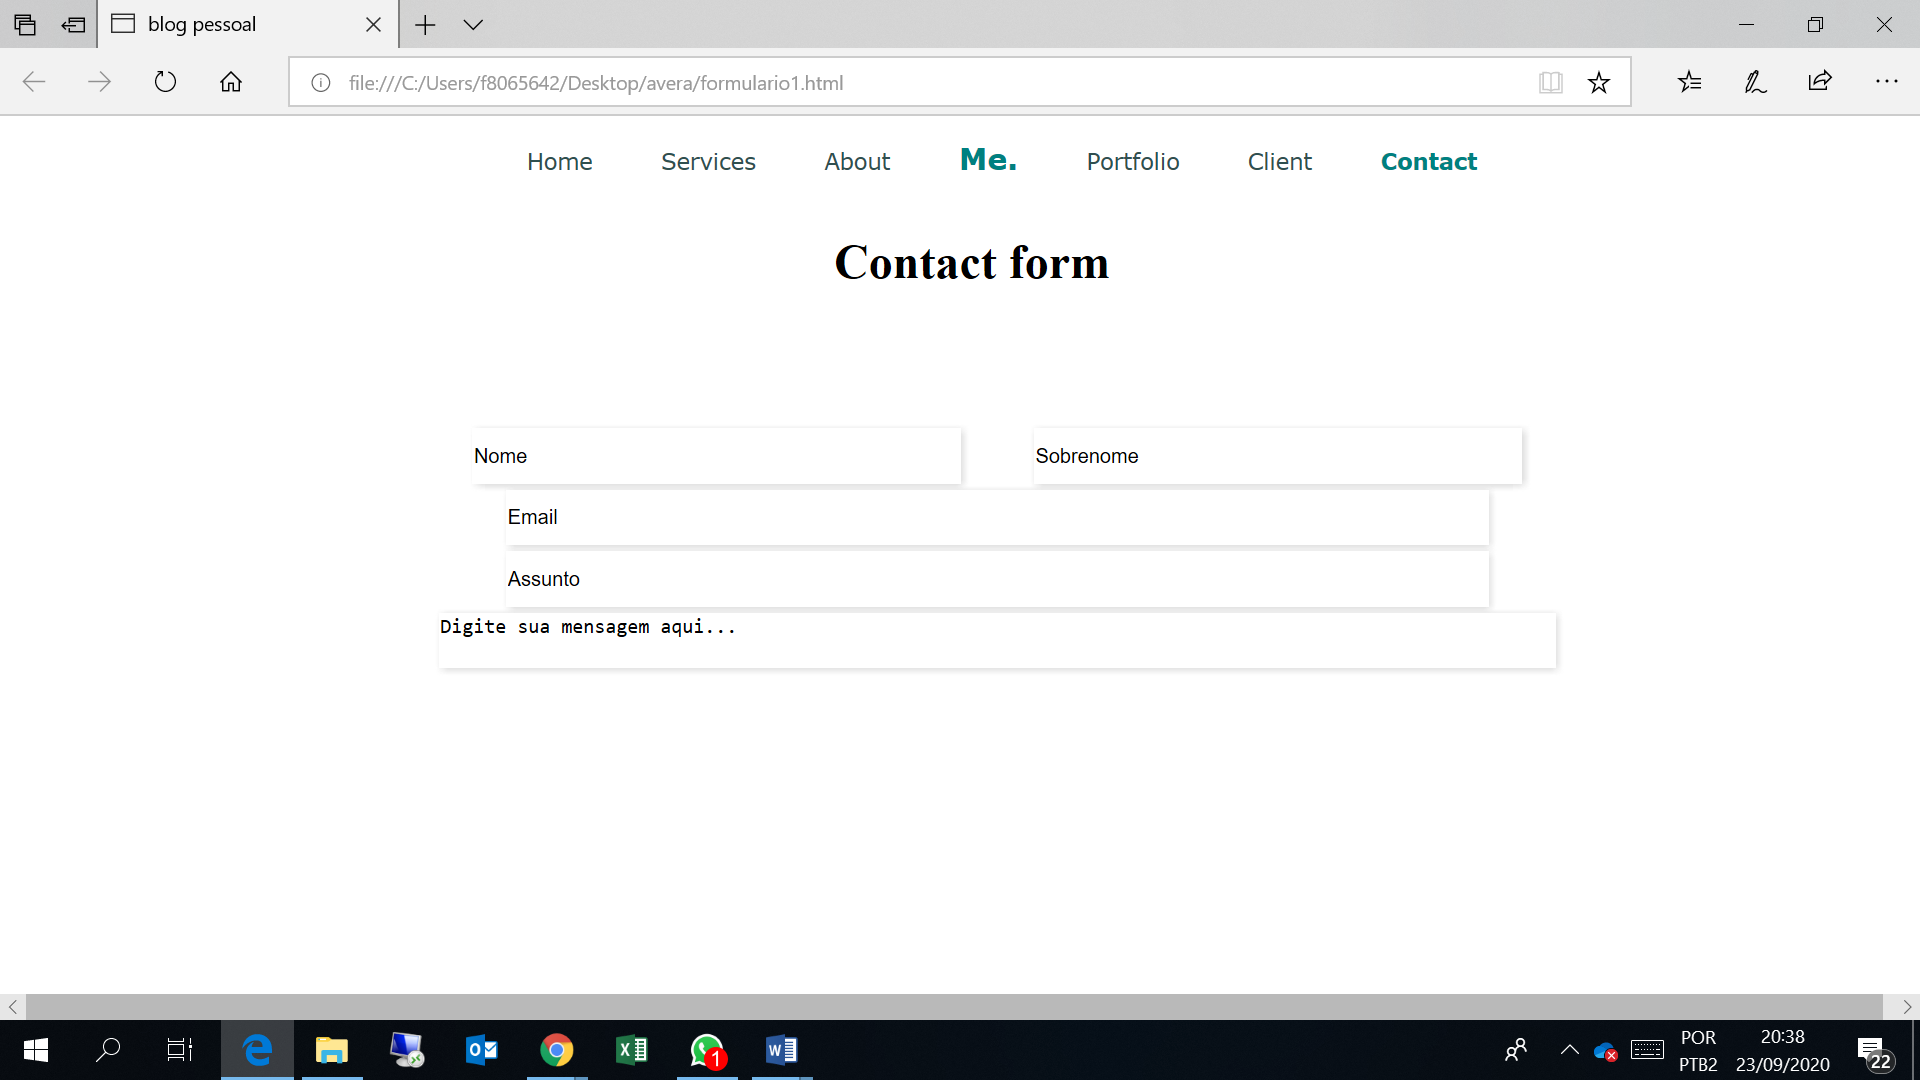 blog pessoal
file:///C:/Users/f8065642/Desktop/avera/formulario1.html
Home Services About Me. Portfolio Client Contact
Contact form
Nome Sobrenome
Email
Assunto
Digite sua mensagem aqui...
1
POR 20:38
PTB2 23/09/2020 22